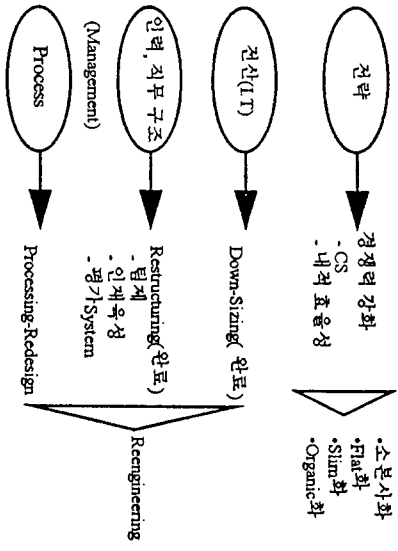 전략
경쟁력 강화
- CS
- 내적 효율성
•소본사화
•Flat화
•Slim화
•Organic화
전산(I.T)
Down-Sizing( 완료)
인력, 직무 구조
(Management)
Restructuring(완료)
- 팀제
- 인재육성
- 평가System
Process
Processing-Redesign
Reengineering